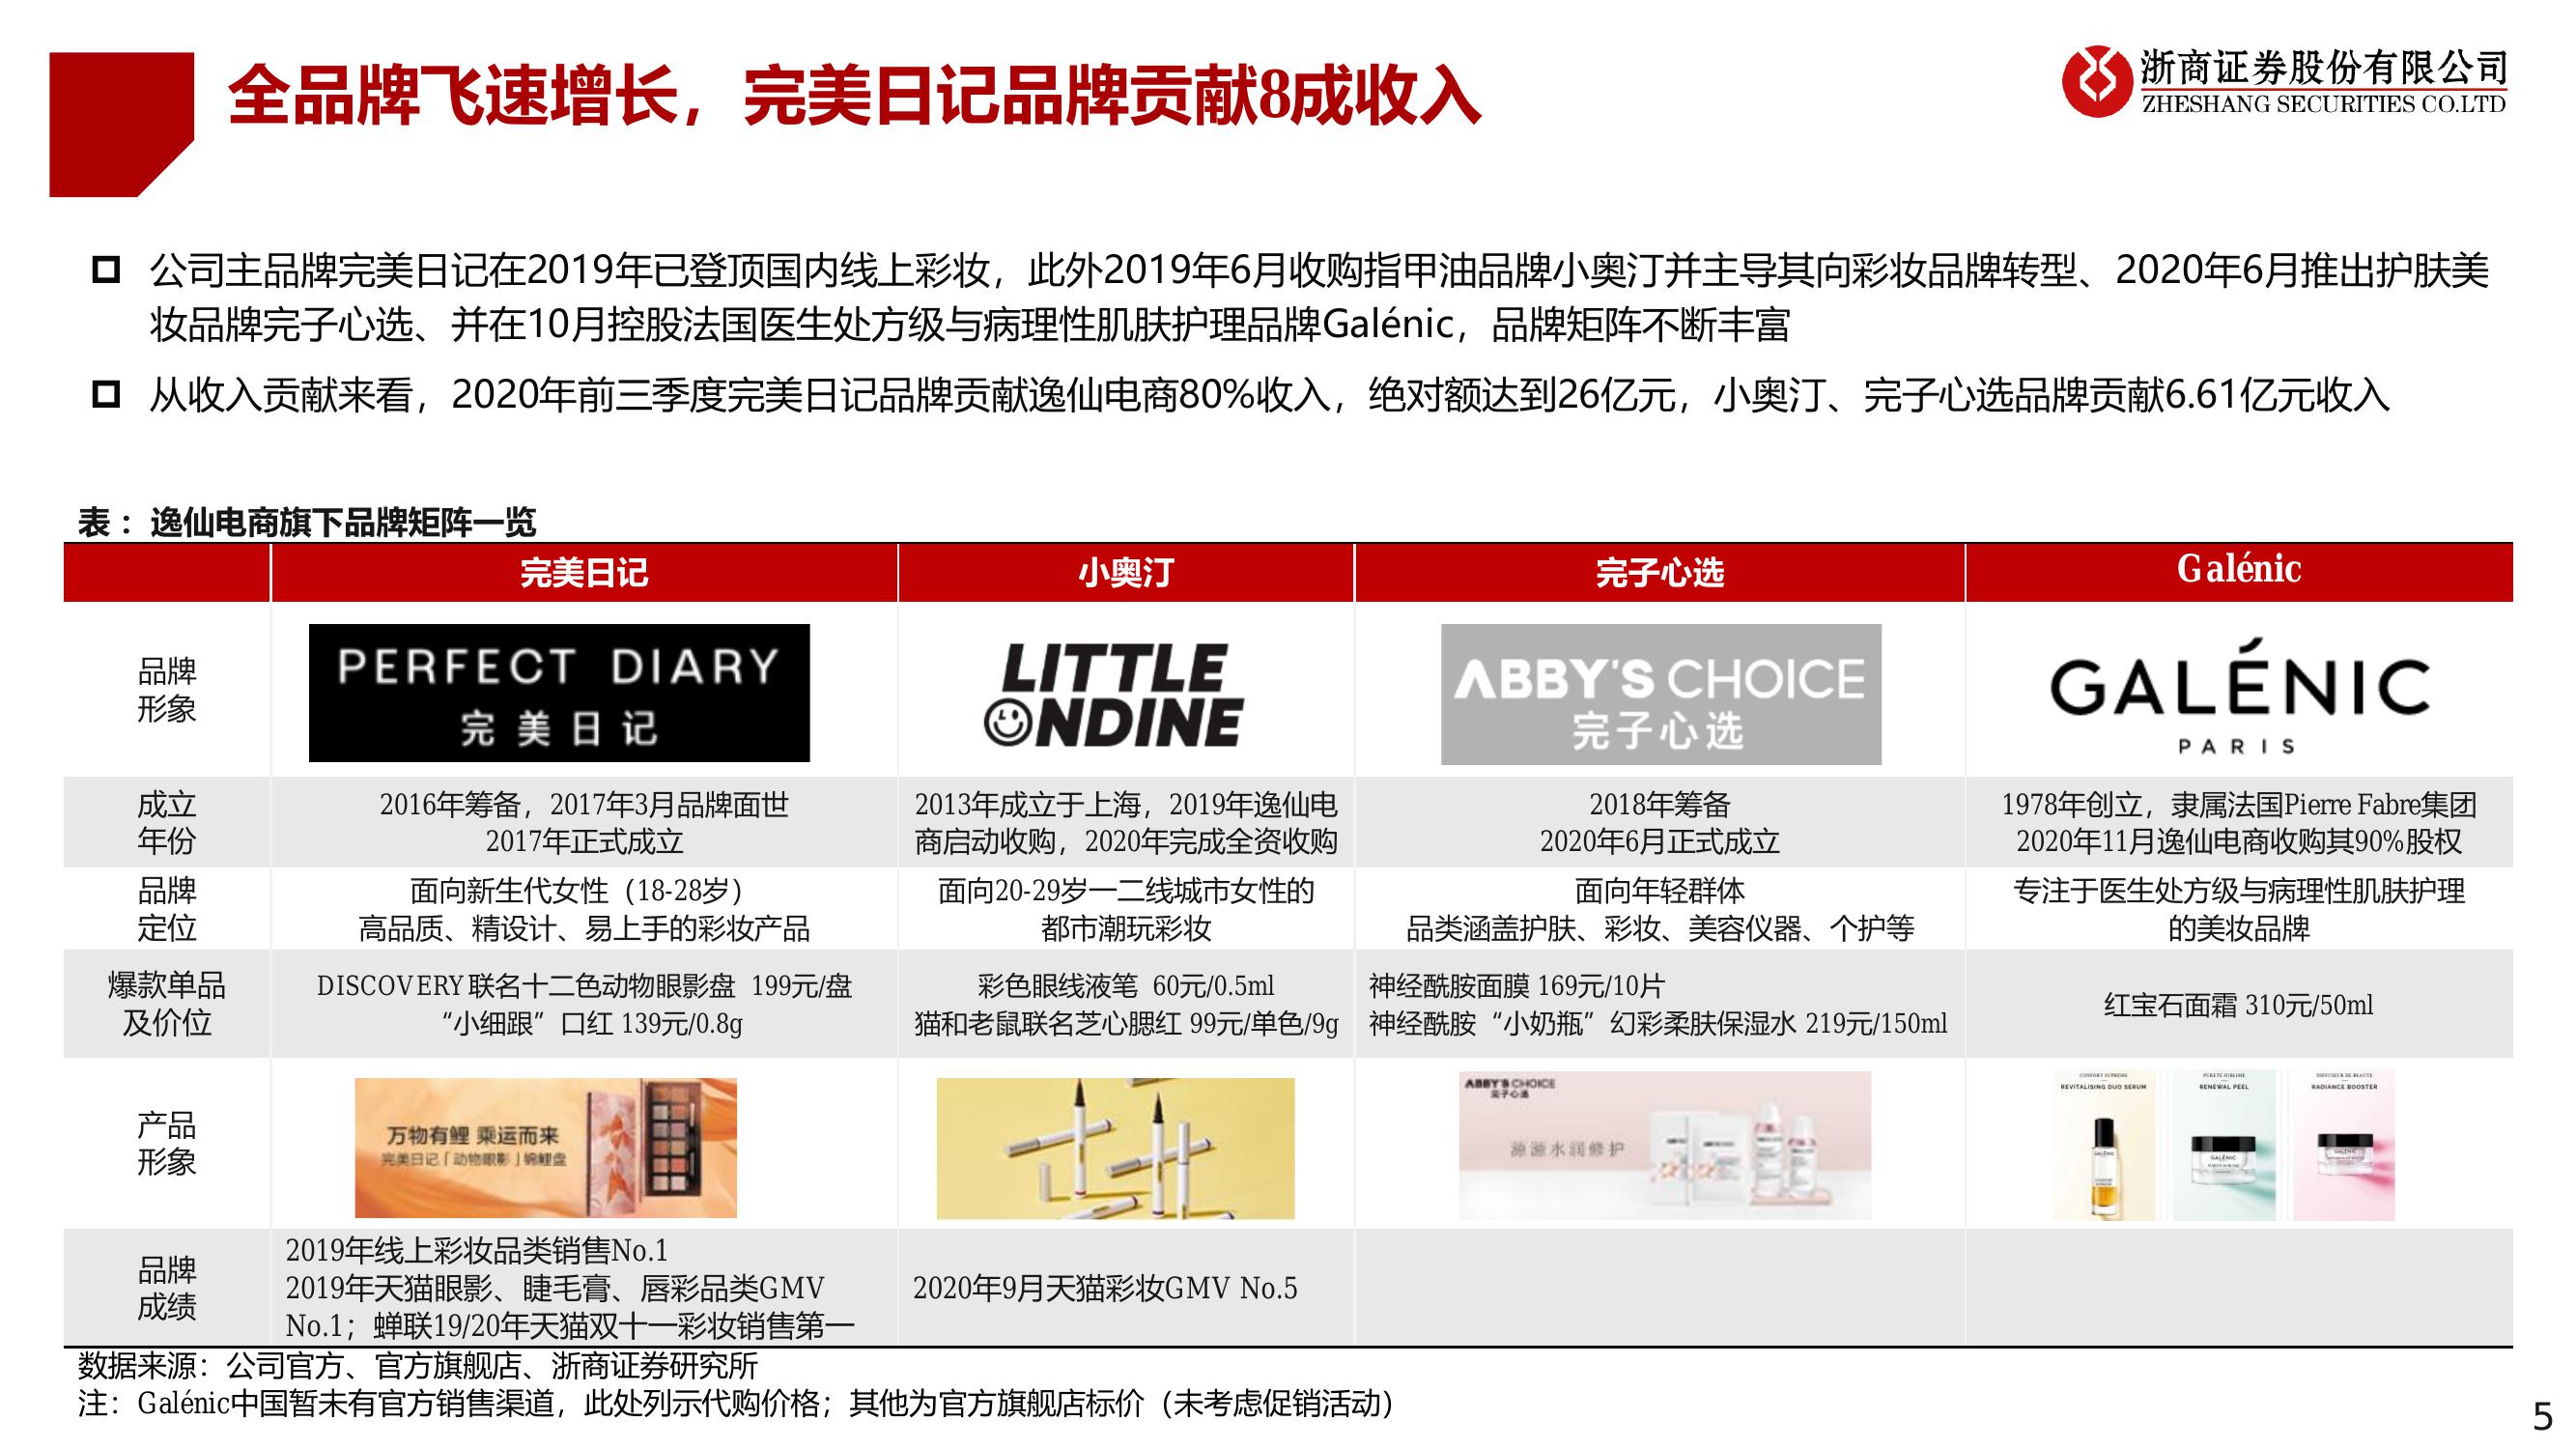 全品牌飞速增长，完美日记品牌贡献8成收入
浙商证券股份有限公司
ZHESHANG SECURITIES CO.LTD
公司主品牌完美日记在2019年已登顶国内线上彩妆，此外2019年6月收购指甲油品牌小奥汀并主导其向彩妆品牌转型、2020年6月推出护肤美
妆品牌完子心选、并在10月控股法国医生处方级与病理性肌肤护理品牌Galénic，品牌矩阵不断丰富
从收入贡献来看，2020年前三季度完美日记品牌贡献逸仙电商80%收入，绝对额达到26亿元，小奥汀、完子心选品牌贡献6.61亿元收入
表：逸仙电商旗下品牌矩阵一览
完美日记
小奥汀
完子心选
Galénic
品牌
形象
PERFECT DIARY
完美日记
LITTLE
ONDINE
ABBY'S CHOICE
完子心选
GALÉNIC
PARIS
成立
年份
2016年筹备，2017年3月品牌面世
2017年正式成立
2013年成立于上海，2019年逸仙电
商启动收购，2020年完成全资收购
2018年筹备
2020年6月正式成立
1978年创立，隶属法国Pierre Fabre集团
2020年11月逸仙电商收购其90%股权
品牌
定位
面向新生代女性（18-28岁）
高品质、精设计、易上手的彩妆产品
面向20-29岁一二线城市女性的
都市潮玩彩妆
面向年轻群体
品类涵盖护肤、彩妆、美容仪器、个护等
专注于医生处方级与病理性肌肤护理
的美妆品牌
爆款单品
及价位
DISCOVERY联名十二色动物眼影盘 199元/盘
“小细跟”口红 139元/0.8g
彩色眼线液笔 60元/0.5ml
猫和老鼠联名芝心腮红 99元/单色/9g
神经酰胺面膜 169元/10片
神经酰胺“小奶瓶”幻彩柔肤保湿水 219元/150ml
红宝石面霜 310元/50ml
产品
形象
万物有鲤 乘运而来
完美日记「动物眼影」锦鲤盘
ABBY'S CHOICE
完子心选
源源水润修护
CONFORT SUPRÊME
REVITALISING DUO SERUM
GALÉNIC
PURETÉ SUBLIME
RENEWAL PEEL
GALÉNIC
DIFFUSEUR DE BEAUTÉ
RADIANCE BOOSTER
GALÉNIC
品牌
成绩
2019年线上彩妆品类销售No.1
2019年天猫眼影、睫毛膏、唇彩品类GMV
No.1；蝉联19/20年天猫双十一彩妆销售第一
2020年9月天猫彩妆GMV No.5
数据来源：公司官方、官方旗舰店、浙商证券研究所
注：Galénic中国暂未有官方销售渠道，此处列示代购价格；其他为官方旗舰店标价（未考虑促销活动）
5